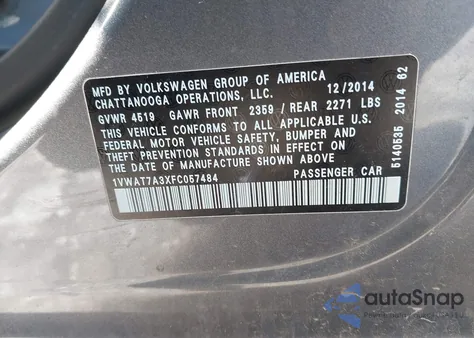 MFD BY VOLKSWAGEN GROUP OF AMERICA
CHATTANOOGA OPERATIONS, LLC. 12/2014
GVWR 4519 GAWR FRONT 2359 / REAR 2271 LBS
THIS VEHICLE CONFORMS TO ALL APPLICABLE U.S.
FEDERAL MOTOR VEHICLE SAFETY, BUMPER AND
THEFT PREVENTION STANDARDS IN EFFECT ON
THE DATE OF MANUFACTURE SHOWN ABOVE.
1VWAT7A3XFC057484 PASSENGER CAR
5140535 2014 62
autoSnap